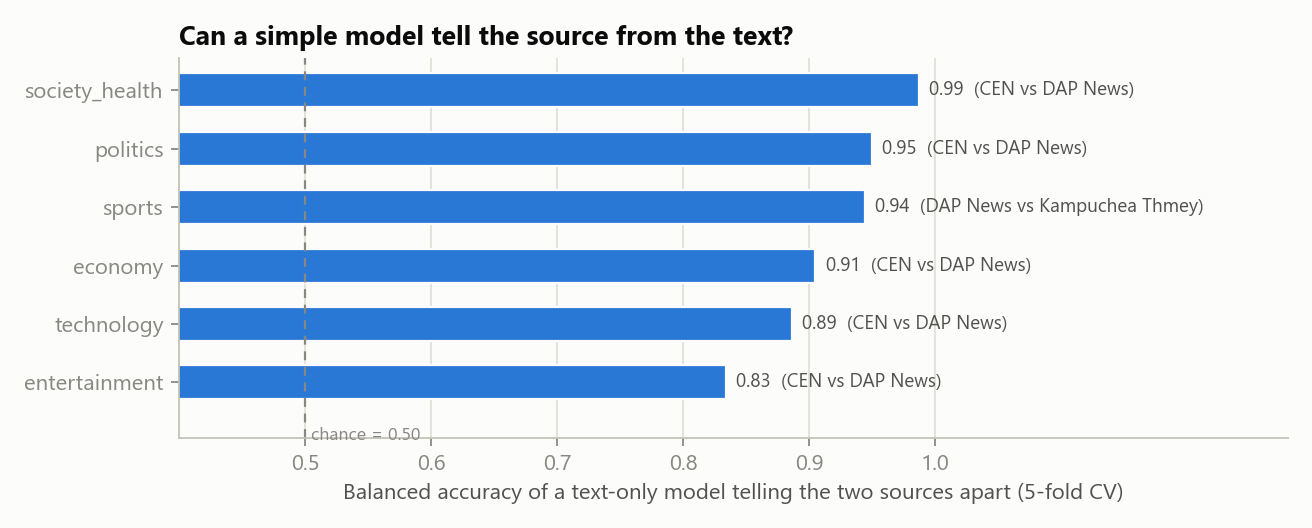 Can a simple model tell the source from the text?
society_health 0.99 (CEN vs DAP News)
politics 0.95 (CEN vs DAP News)
sports 0.94 (DAP News vs Kampuchea Thmey)
economy 0.91 (CEN vs DAP News)
technology 0.89 (CEN vs DAP News)
entertainment 0.83 (CEN vs DAP News)
chance = 0.50
0.5 0.6 0.7 0.8 0.9 1.0
Balanced accuracy of a text-only model telling the two sources apart (5-fold CV)